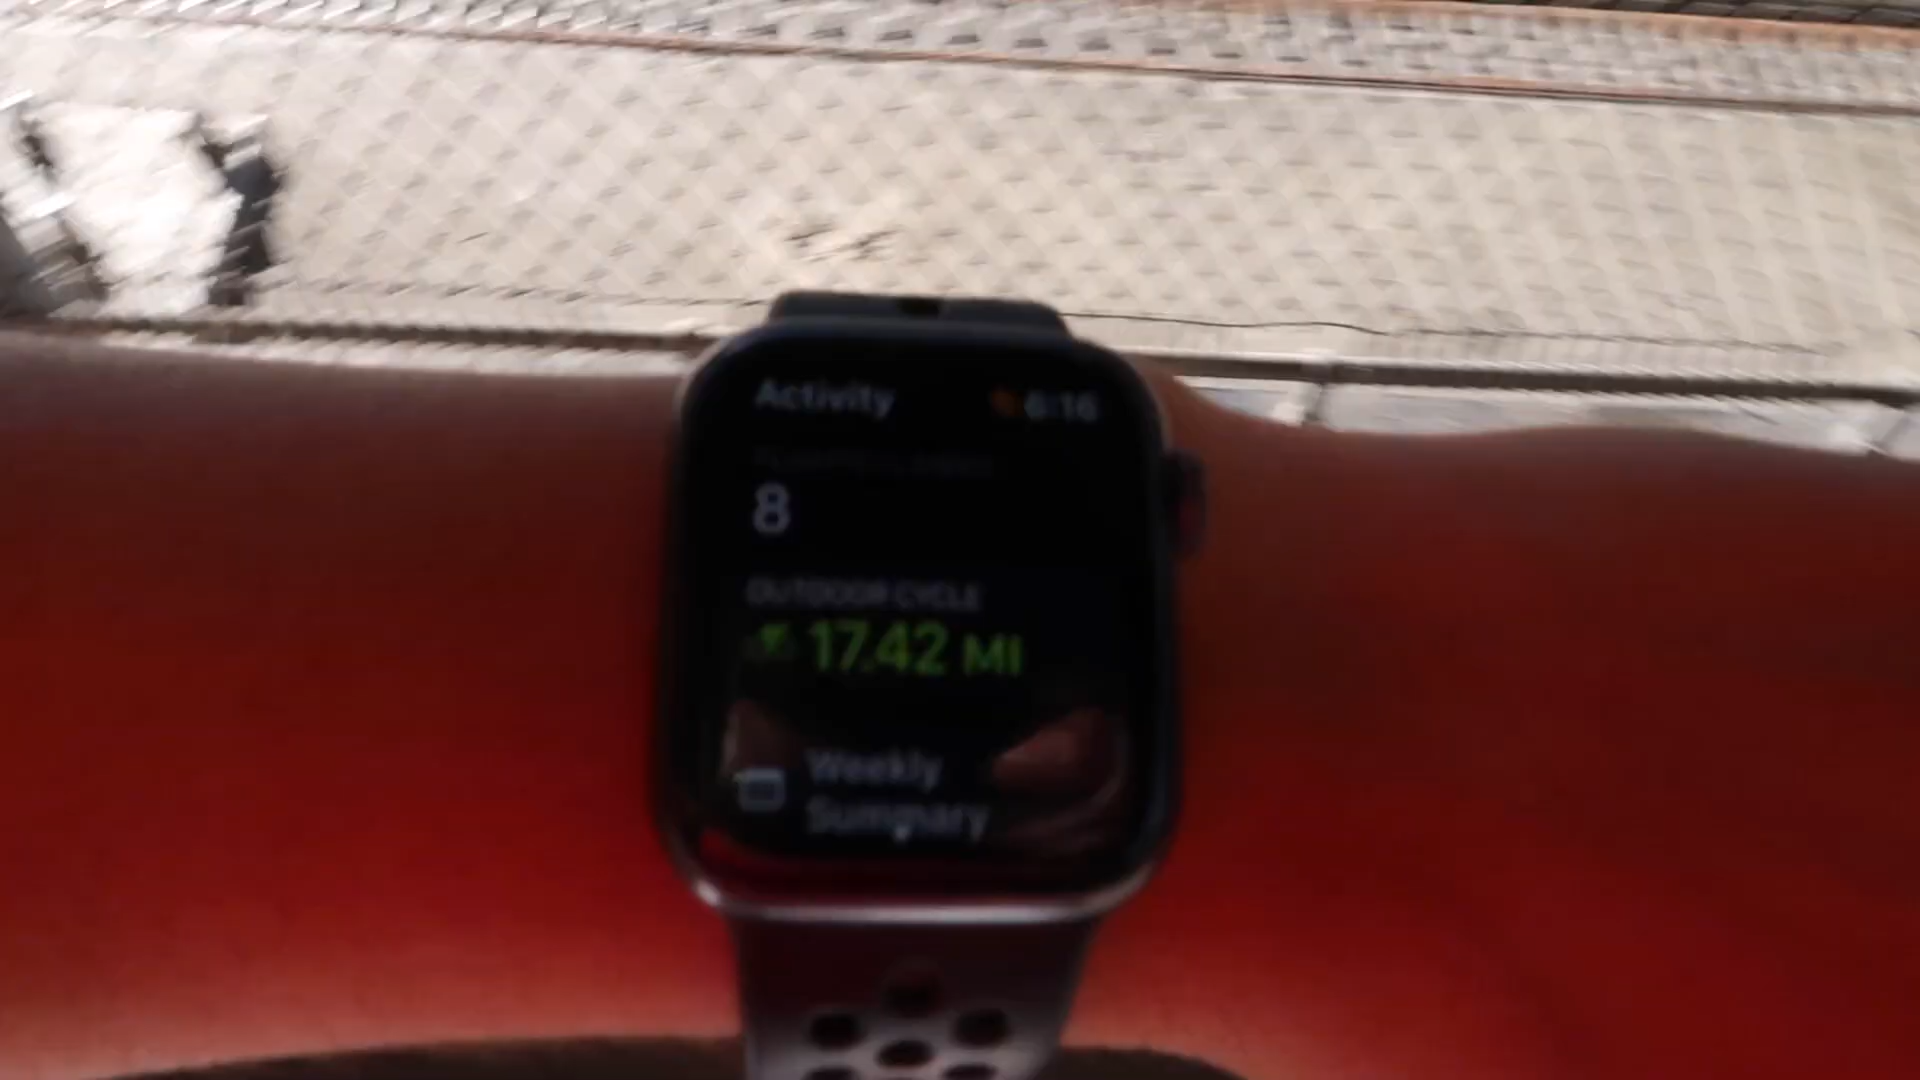 Activity 6:16
8
OUTDOOR CYCLE
17.42 MI
Weekly
Summary